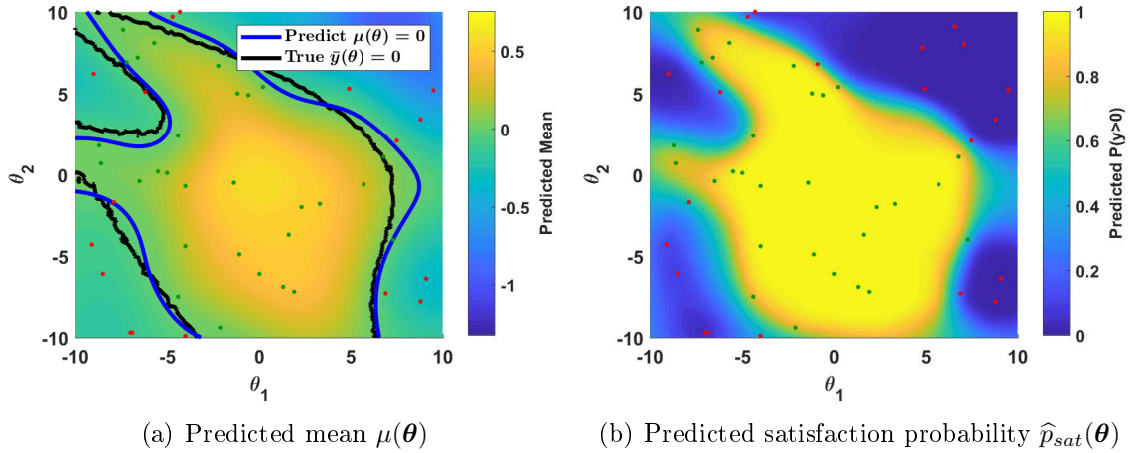 10
5
0
-5
-10
θ2
-10 -5 0 5 10
θ1
Predict μ(θ) = 0
True ȳ(θ) = 0
0.5
0
-0.5
-1
Predicted Mean
(a) Predicted mean μ(θ)
10
5
0
-5
-10
θ2
-10 -5 0 5 10
θ1
1
0.8
0.6
0.4
0.2
0
Predicted P(y>0)
(b) Predicted satisfaction probability p̂sat(θ)